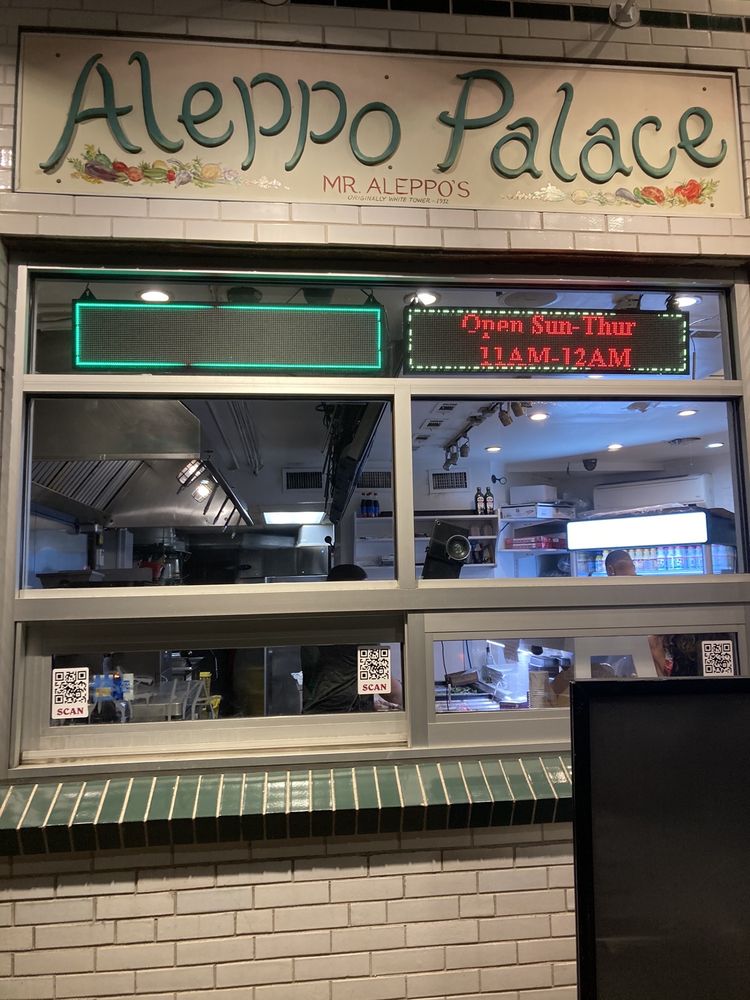 Aleppo Palace
MR. ALEPPO'S
ORIGINALLY WHITE TOWER - 1932
Open Sun-Thur
11AM-12AM
SCAN
SCAN